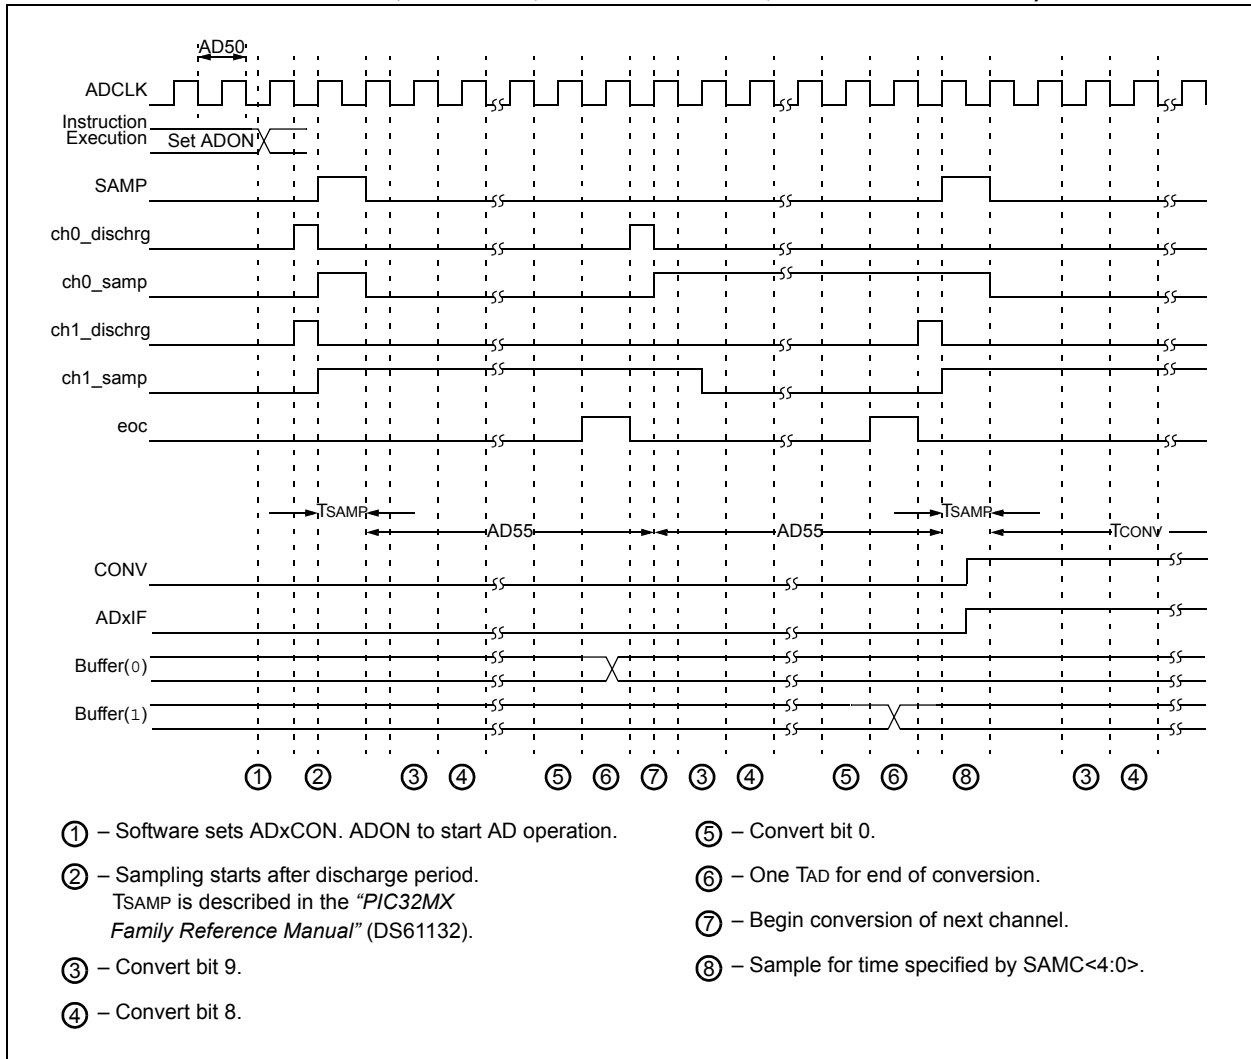 AD50
ADCLK
Instruction
Execution
Set ADON
SAMP
ch0_dischrg
ch0_samp
ch1_dischrg
ch1_samp
eoc
TSAMP
TSAMP
AD55
AD55
TCONV
CONV
ADxIF
Buffer(0)
Buffer(1)
1 2 3 4 5 6 7 3 4 5 6 8 3 4
1 – Software sets ADxCON. ADON to start AD operation.
2 – Sampling starts after discharge period.
TSAMP is described in the "PIC32MX
Family Reference Manual" (DS61132).
3 – Convert bit 9.
4 – Convert bit 8.
5 – Convert bit 0.
6 – One TAD for end of conversion.
7 – Begin conversion of next channel.
8 – Sample for time specified by SAMC<4:0>.